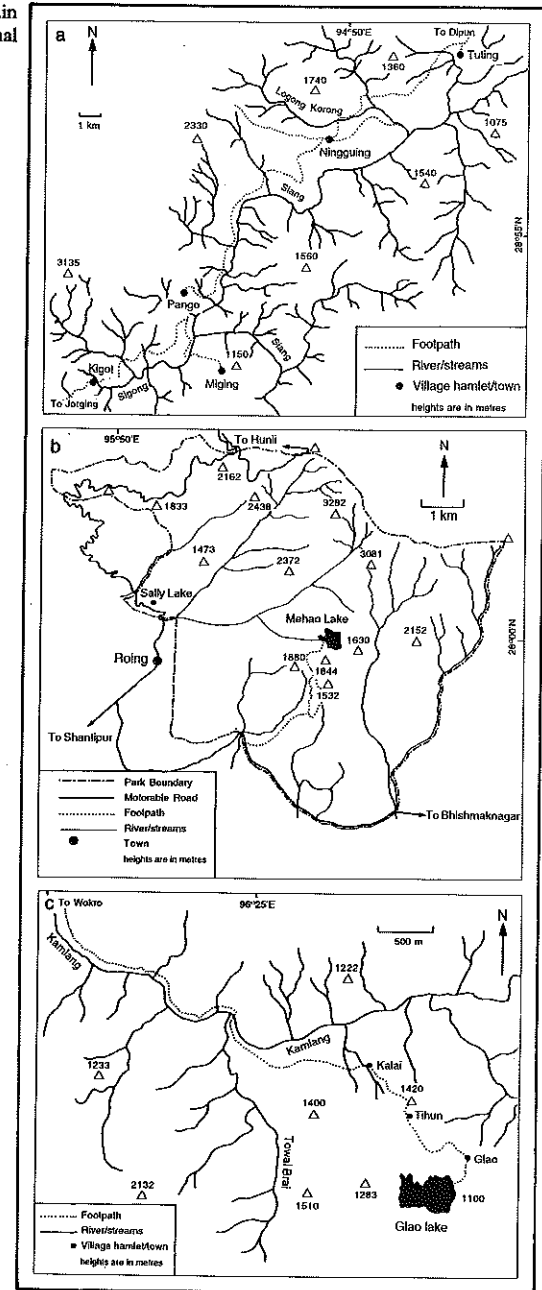 in
nal
a
N
1 km
94°50'E
To Dipun
Tuting
1360
1740
Logong Korong
2330
1075
Ningguing
1540
Siang
28°55'N
3135
1560
Pango
Siang
1150
Kigol
Miging
Sigong
To Jorging
Footpath
River/streams
Village hamlet/town
heights are in metres
b
95°50'E
To Hunli
N
1 km
2162
1833
2438
3282
1473
2372
3081
Sally Lake
Mehao Lake
1630
2152
28°00'N
Roing
1880
1844
1532
To Shantipur
Park Boundary
Motorable Road
Footpath
River/streams
Town
heights are in metres
To Bhishmaknagar
c
To Wokro
96°25'E
500 m
N
Kamlang
1222
Kamlang
1233
Kalai
1400
1420
Tihun
Towai Brai
Glao
2132
1510
1283
1100
Glao lake
Footpath
River/streams
Village hamlet/town
heights are in metres